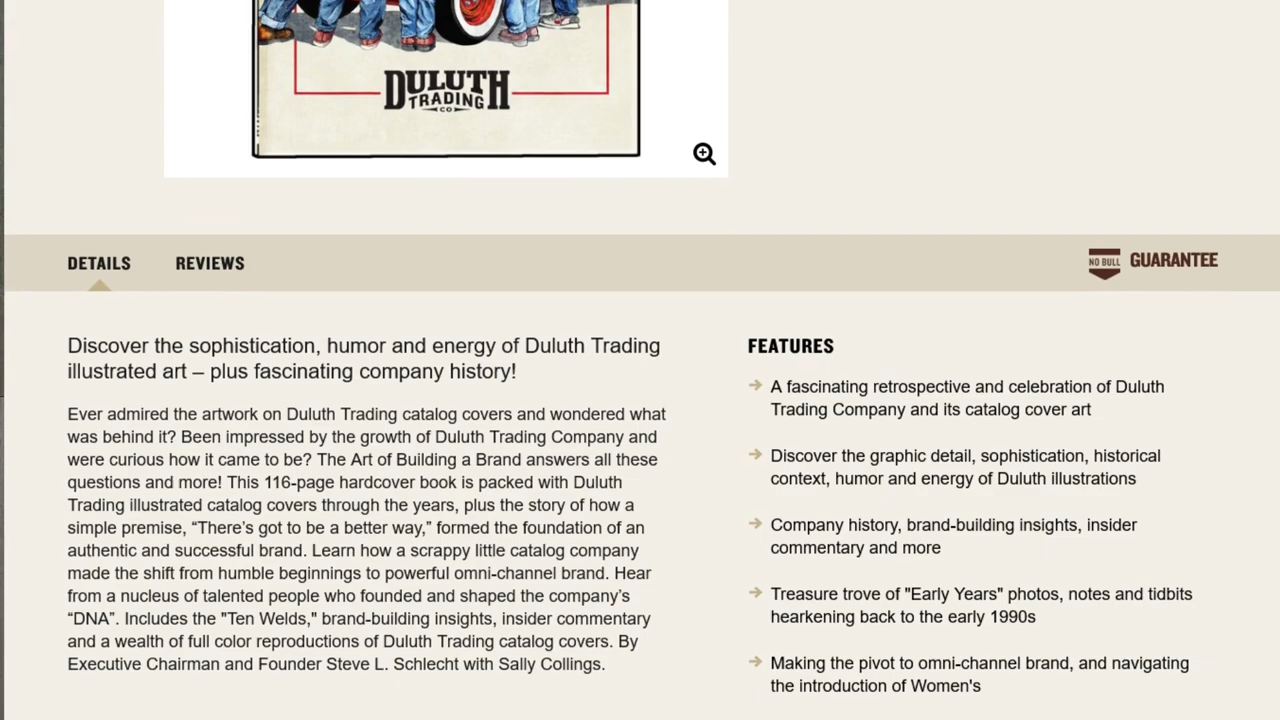 DULUTH
TRADING
CO
DETAILS
REVIEWS
NO BULL
GUARANTEE
Discover the sophistication, humor and energy of Duluth Trading
illustrated art – plus fascinating company history!
Ever admired the artwork on Duluth Trading catalog covers and wondered what
was behind it? Been impressed by the growth of Duluth Trading Company and
were curious how it came to be? The Art of Building a Brand answers all these
questions and more! This 116-page hardcover book is packed with Duluth
Trading illustrated catalog covers through the years, plus the story of how a
simple premise, “There’s got to be a better way,” formed the foundation of an
authentic and successful brand. Learn how a scrappy little catalog company
made the shift from humble beginnings to powerful omni-channel brand. Hear
from a nucleus of talented people who founded and shaped the company’s
“DNA”. Includes the "Ten Welds," brand-building insights, insider commentary
and a wealth of full color reproductions of Duluth Trading catalog covers. By
Executive Chairman and Founder Steve L. Schlecht with Sally Collings.
FEATURES
A fascinating retrospective and celebration of Duluth
Trading Company and its catalog cover art
Discover the graphic detail, sophistication, historical
context, humor and energy of Duluth illustrations
Company history, brand-building insights, insider
commentary and more
Treasure trove of "Early Years" photos, notes and tidbits
hearkening back to the early 1990s
Making the pivot to omni-channel brand, and navigating
the introduction of Women's